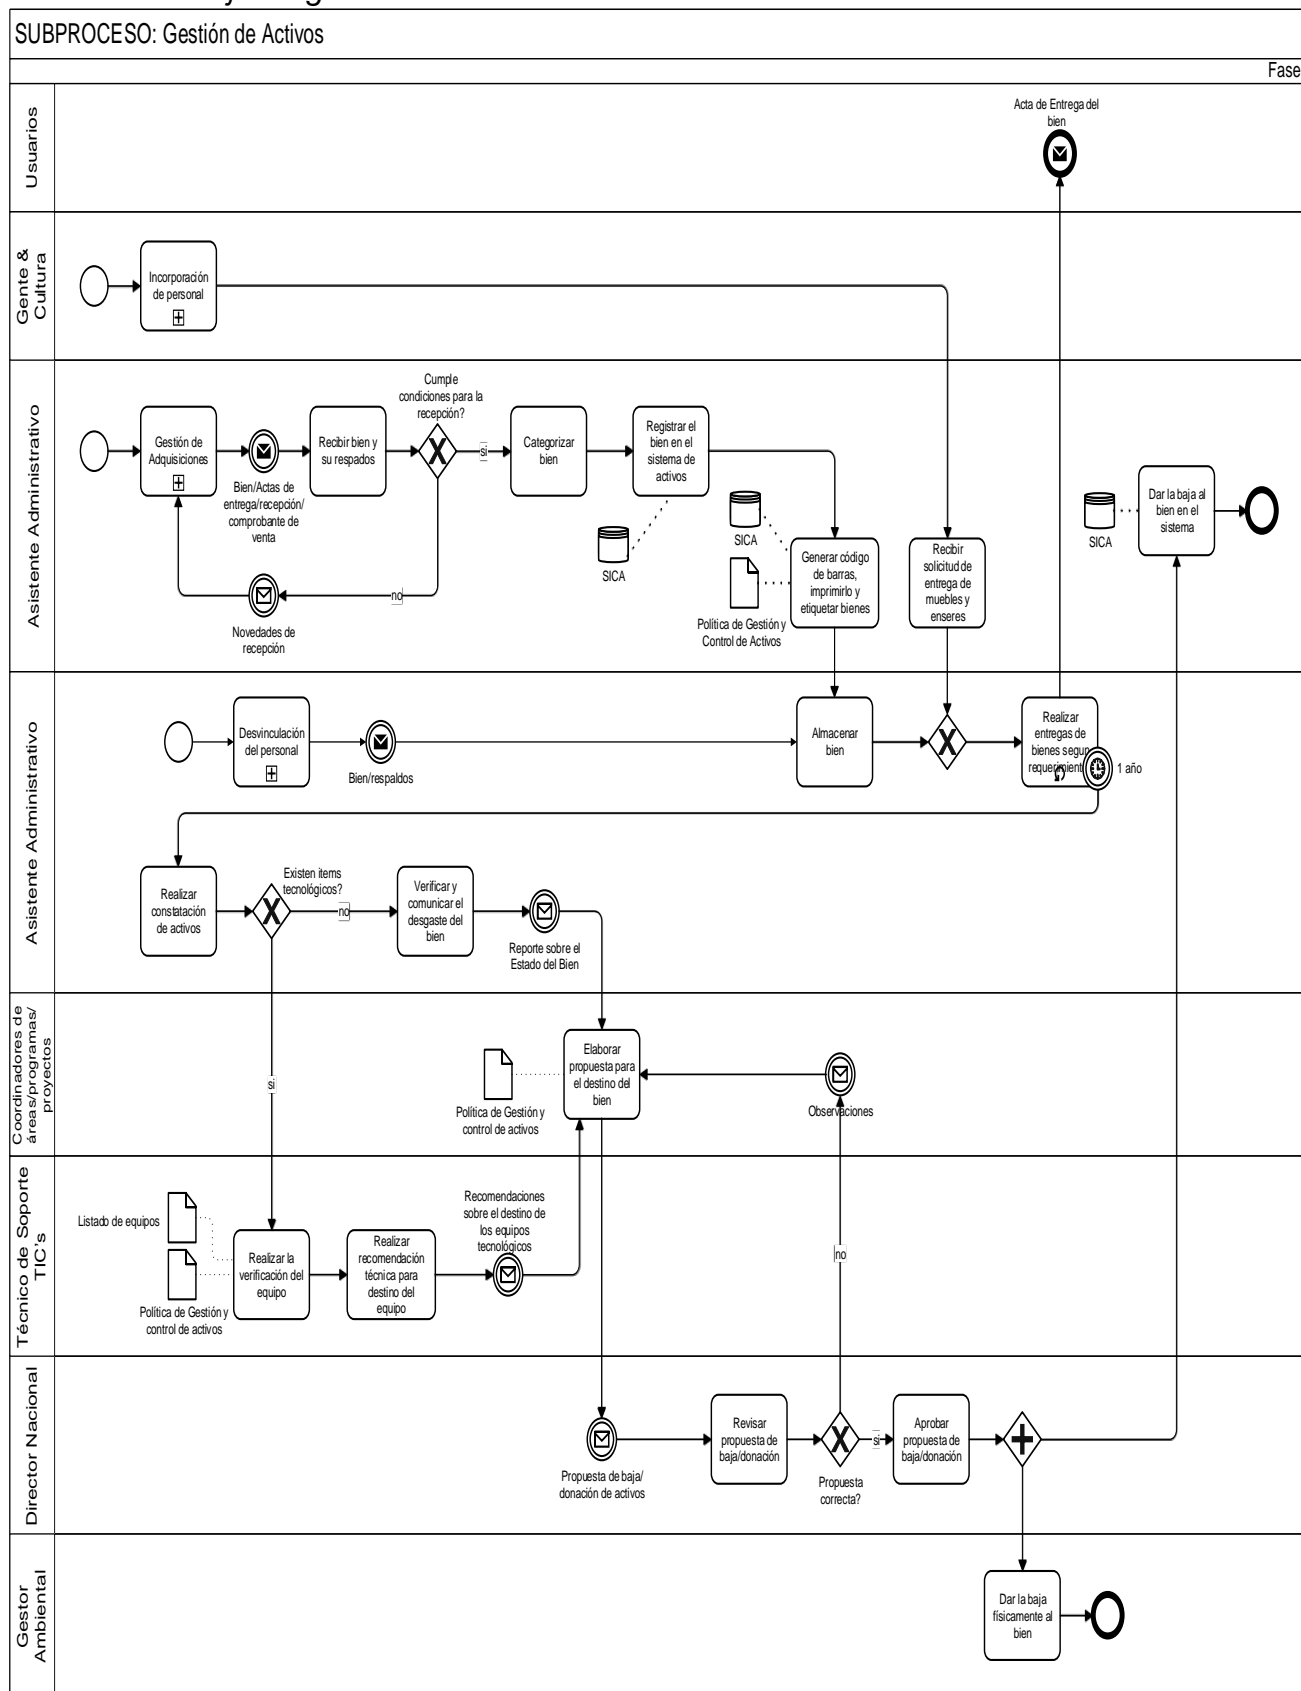 SUBPROCESO: Gestión de Activos
Fase
Usuarios
Acta de Entrega del
bien
Gente &
Cultura
Incorporación
de personal
Asistente Administrativo
Gestión de
Adquisiciones
Bien/Actas de
entrega/recepción/
comprobante de
venta
Recibir bien y
su respados
Cumple
condiciones para la
recepción?
si
no
Novedades de
recepción
Categorizar
bien
Registrar el
bien en el
sistema de
activos
SICA
SICA
Política de Gestión y
Control de Activos
Generar código
de barras,
imprimirlo y
etiquetar bienes
Recibir
solicitud de
entrega de
muebles y
enseres
SICA
Dar la baja al
bien en el
sistema
Asistente Administrativo
Desvinculación
del personal
Bien/respaldos
Almacenar
bien
Realizar
entregas de
bienes segun
1 año
Realizar
constatación
de activos
Existen items
tecnológicos?
no
Verificar y
comunicar el
desgaste del
bien
Reporte sobre el
Estado del Bien
Coordinadores de
áreas/programas/
proyectos
si
Política de Gestión y
control de activos
Elaborar
propuesta para
el destino del
bien
Observaciones
Técnico de Soporte
TIC's
Listado de equipos
Política de Gestión y
control de activos
Realizar la
verificación del
equipo
Realizar
recomendación
técnica para
destino del
equipo
Recomendaciones
sobre el destino de
los equipos
tecnológicos
no
Director Nacional
Propuesta de baja/
donación de activos
Revisar
propuesta de
baja/donación
Propuesta
correcta?
si
Aprobar
propuesta de
baja/donación
Gestor
Ambiental
Dar la baja
físicamente al
bien